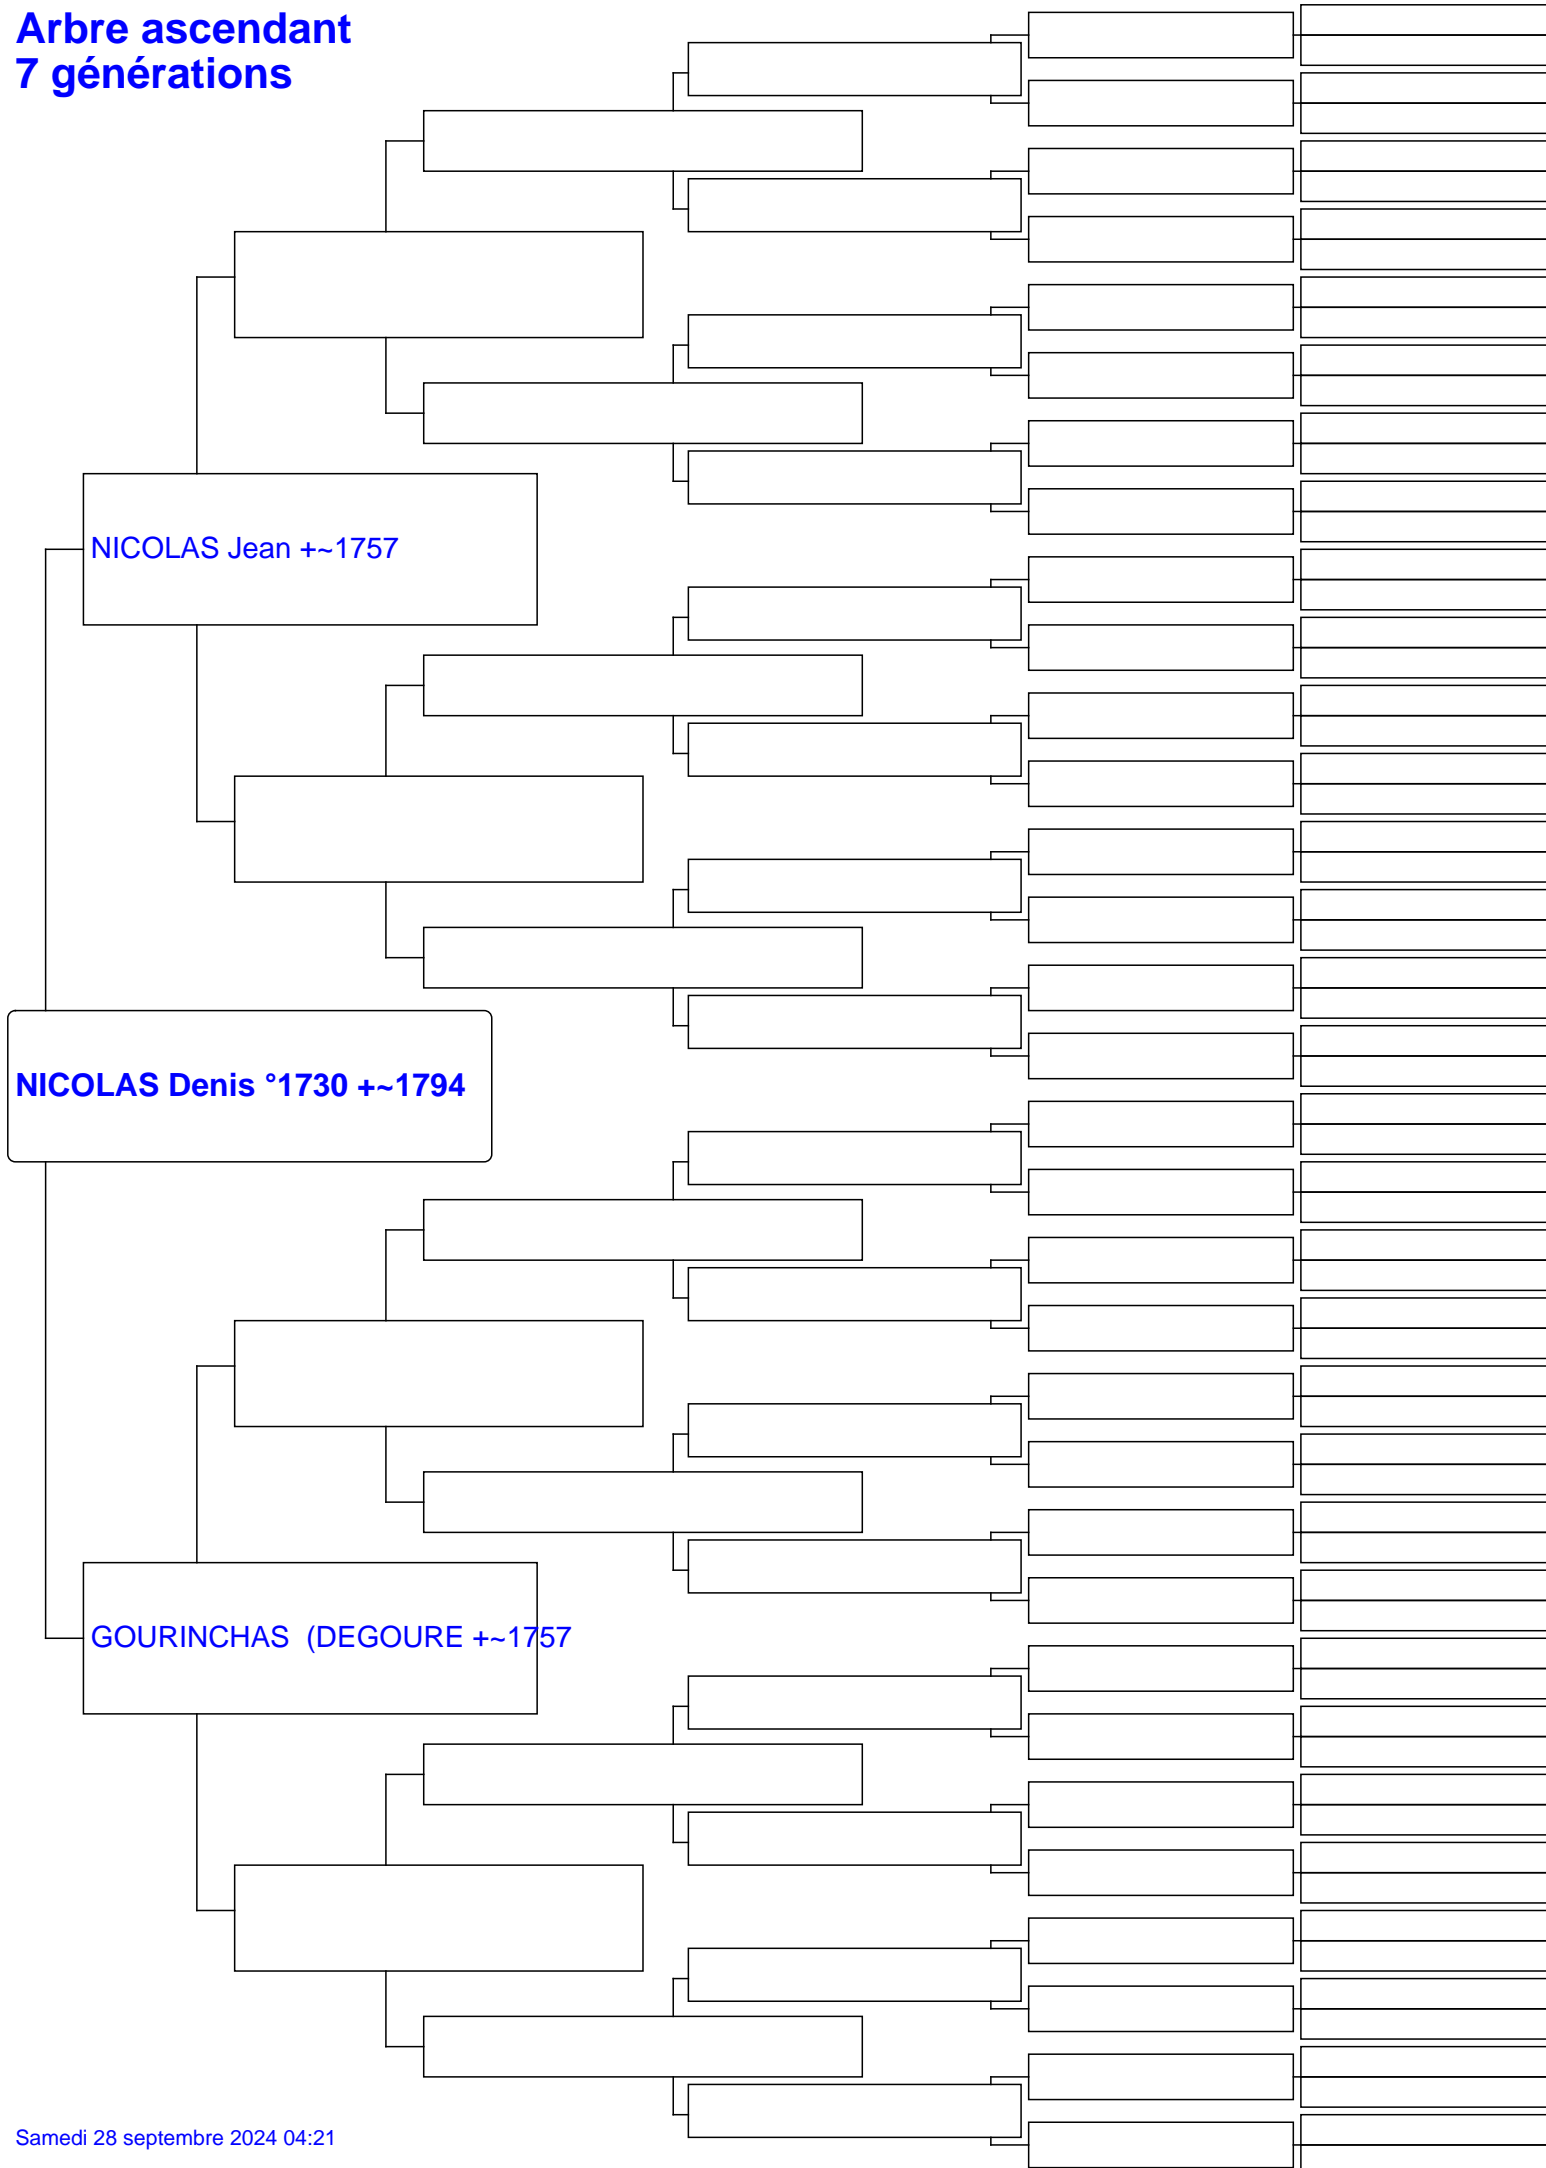 Arbre ascendant
7 générations
NICOLAS Jean +~1757
NICOLAS Denis °1730 +~1794
GOURINCHAS  (DEGOURE +~1757
Samedi 28 septembre 2024 04:21